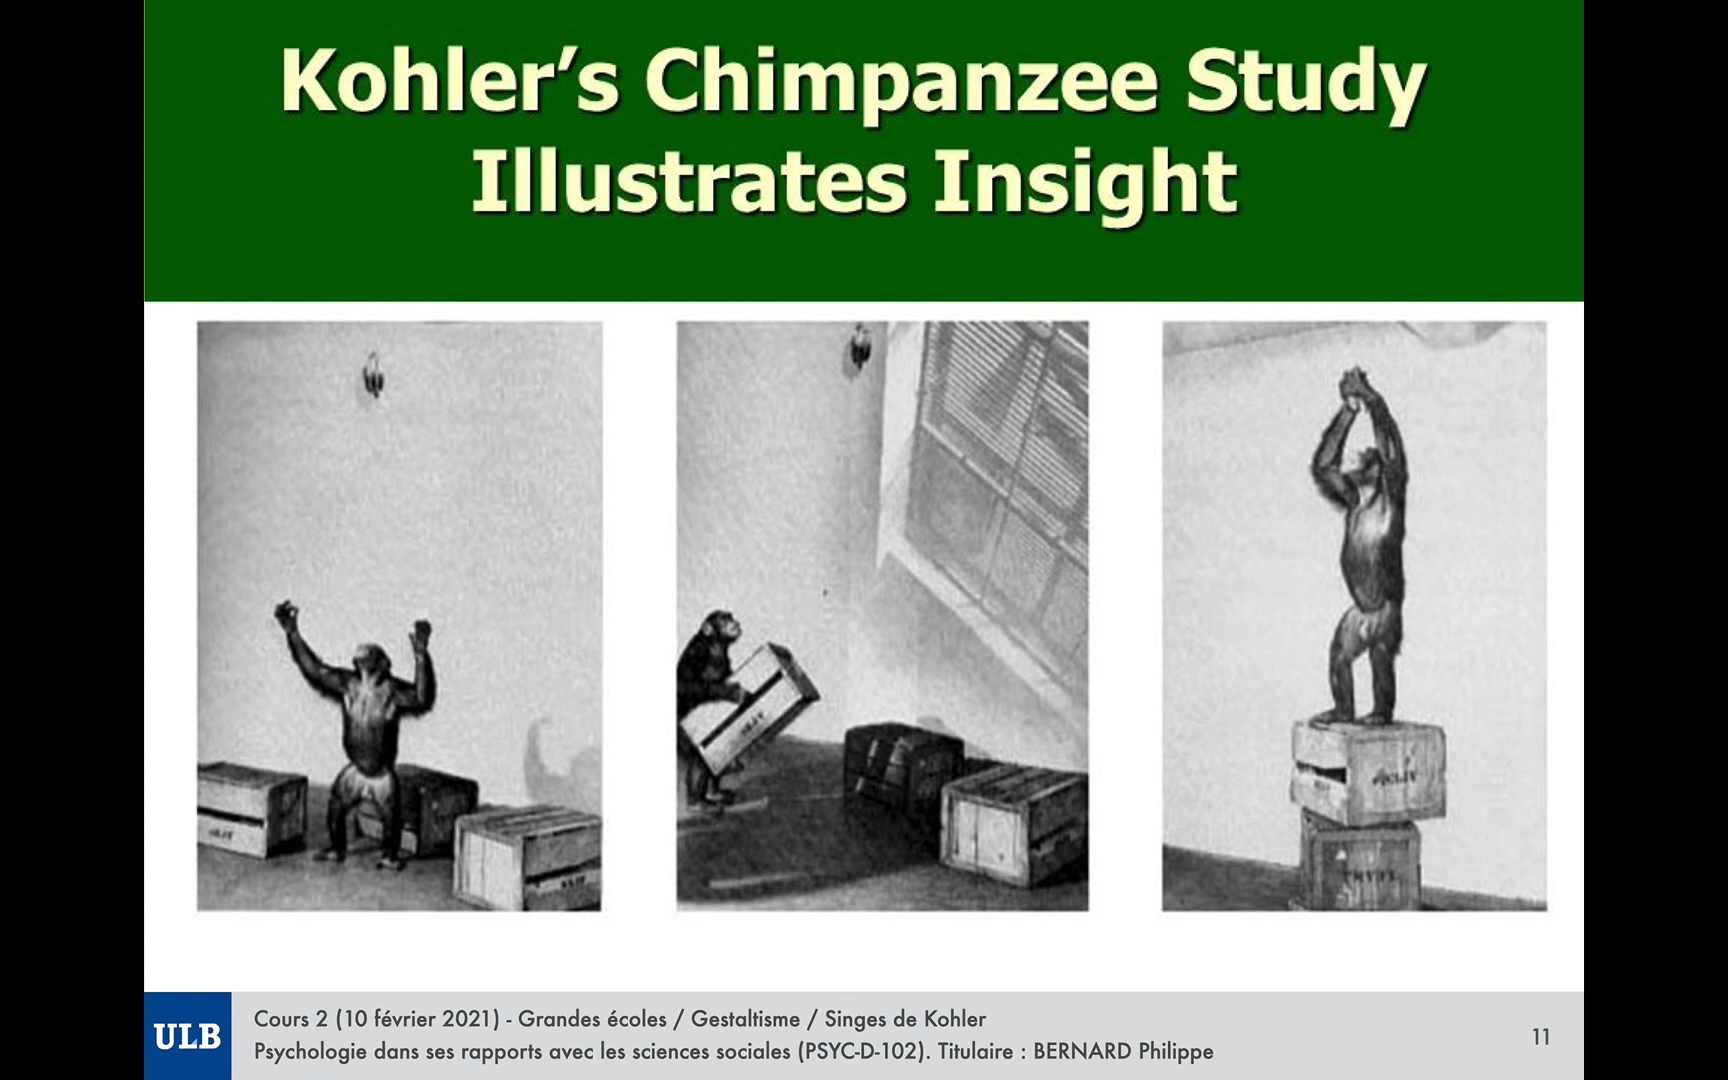 Kohler’s Chimpanzee Study
Illustrates Insight
ULB
Cours 2 (10 février 2021) - Grandes écoles / Gestaltisme / Singes de Kohler
Psychologie dans ses rapports avec les sciences sociales (PSYC-D-102). Titulaire : BERNARD Philippe
11